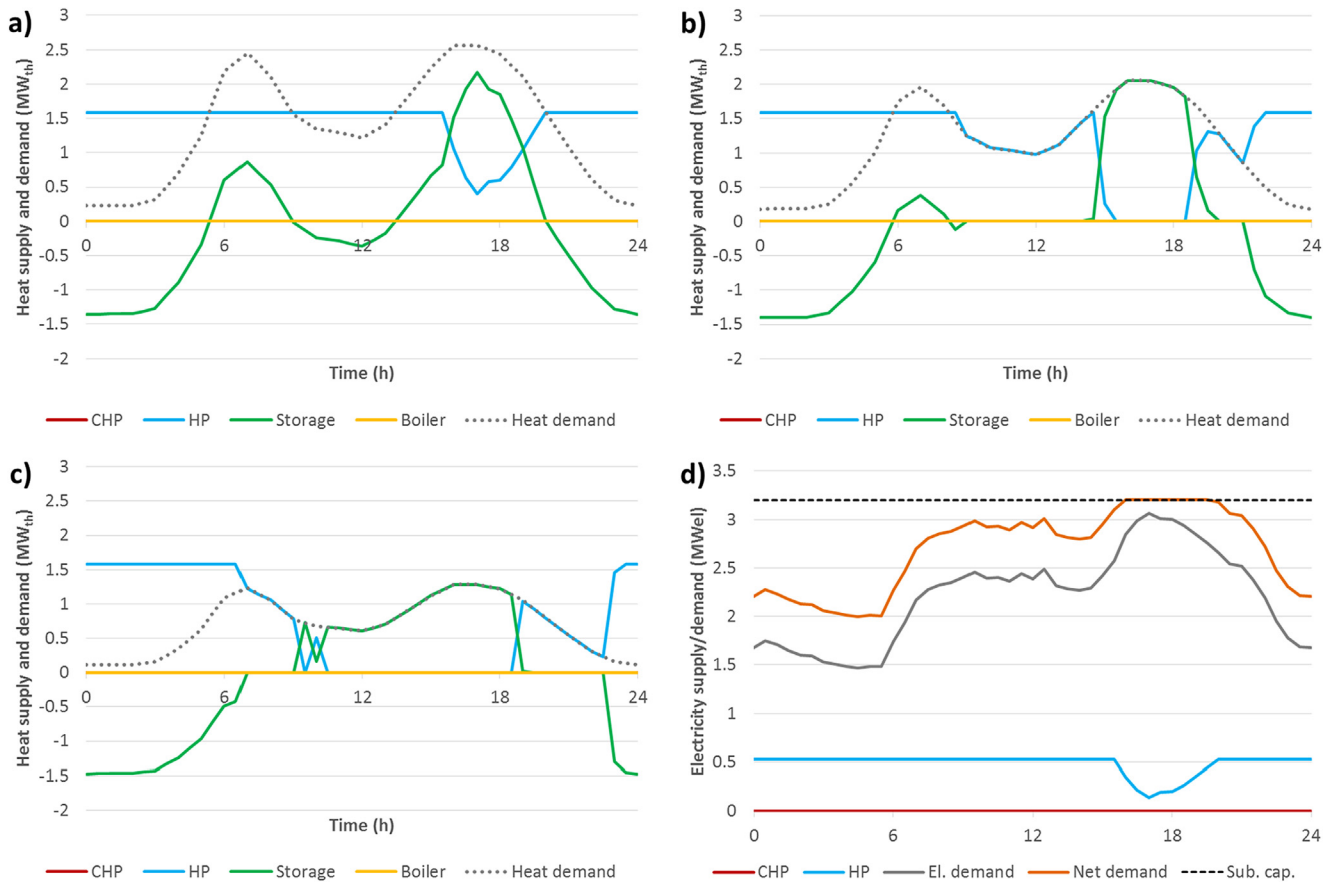 a)
Heat supply and demand (MWth)
3
2.5
2
1.5
1
0.5
0
-0.5
-1
-1.5
-2
0 6 12 18 24
Time (h)
CHP HP Storage Boiler Heat demand
b)
Heat supply and demand (MWth)
3
2.5
2
1.5
1
0.5
0
-0.5
-1
-1.5
-2
0 6 12 18 24
Time (h)
CHP HP Storage Boiler Heat demand
c)
Heat supply and demand (MWth)
3
2.5
2
1.5
1
0.5
0
-0.5
-1
-1.5
-2
0 6 12 18 24
Time (h)
CHP HP Storage Boiler Heat demand
d)
Electricity supply/demand (MWel)
3.5
3
2.5
2
1.5
1
0.5
0
0 6 12 18 24
CHP HP El. demand Net demand Sub. cap.